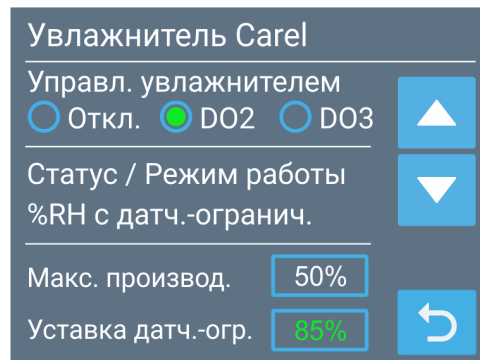 Увлажнитель Carel
Управл. увлажнителем
Откл. DO2 DO3
Статус / Режим работы
%RH с датч.-огранич.
Макс. производ. 50%
Уставка датч.-огр. 85%